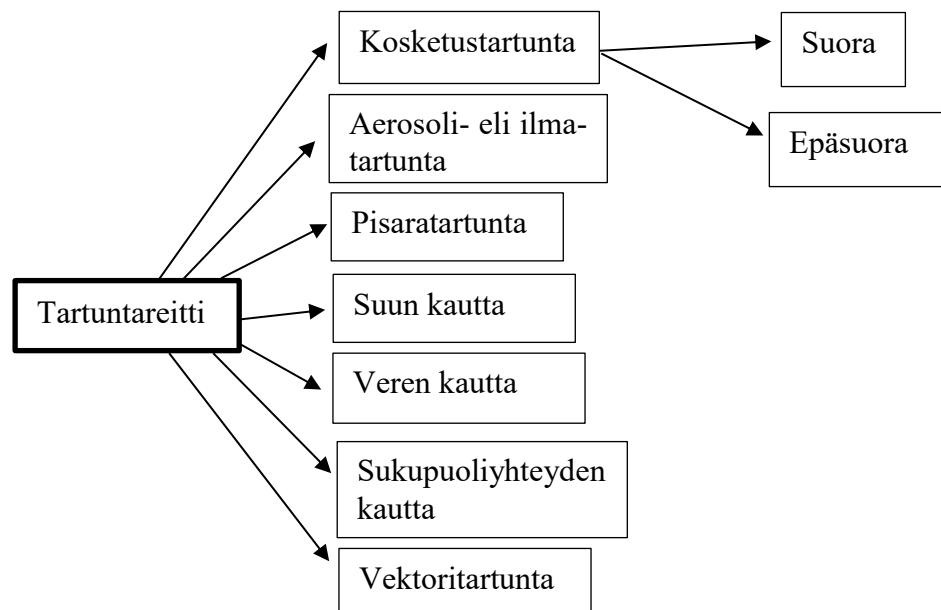 Kosketustartunta
Suora
Aerosoli- eli ilma-
tartunta
Epäsuora
Pisaratartunta
Tartuntareitti
Suun kautta
Veren kautta
Sukupuoliyhteyden
kautta
Vektoritartunta